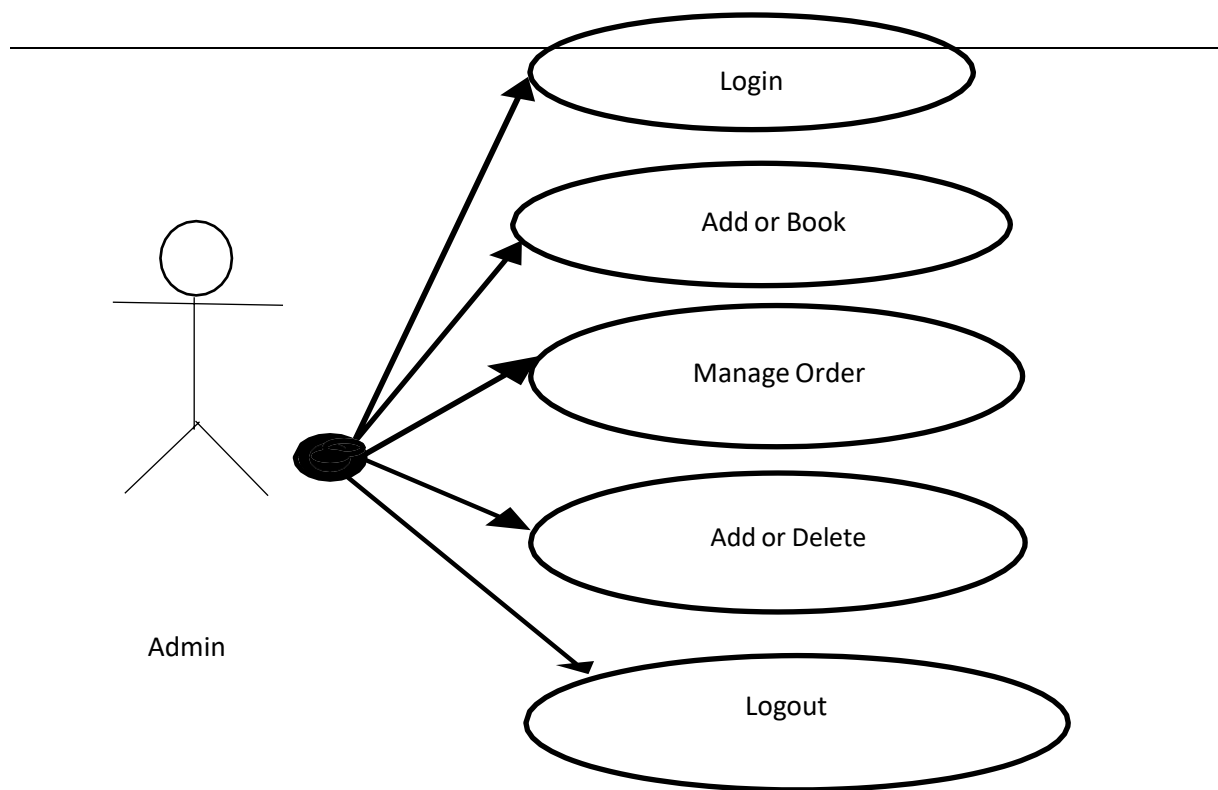 Login
Add or Book
Manage Order
Add or Delete
Admin
Logout